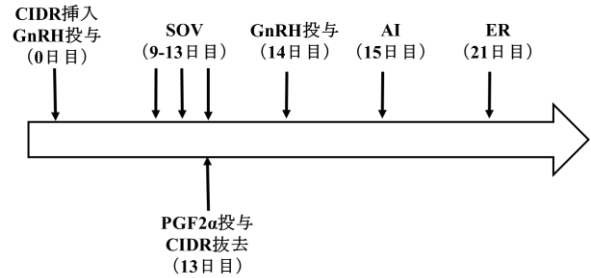 CIDR挿入
GnRH投与
(0日目)
SOV
(9-13日目)
GnRH投与
(14日目)
AI
(15日目)
ER
(21日目)
PGF2α投与
CIDR抜去
(13日目)